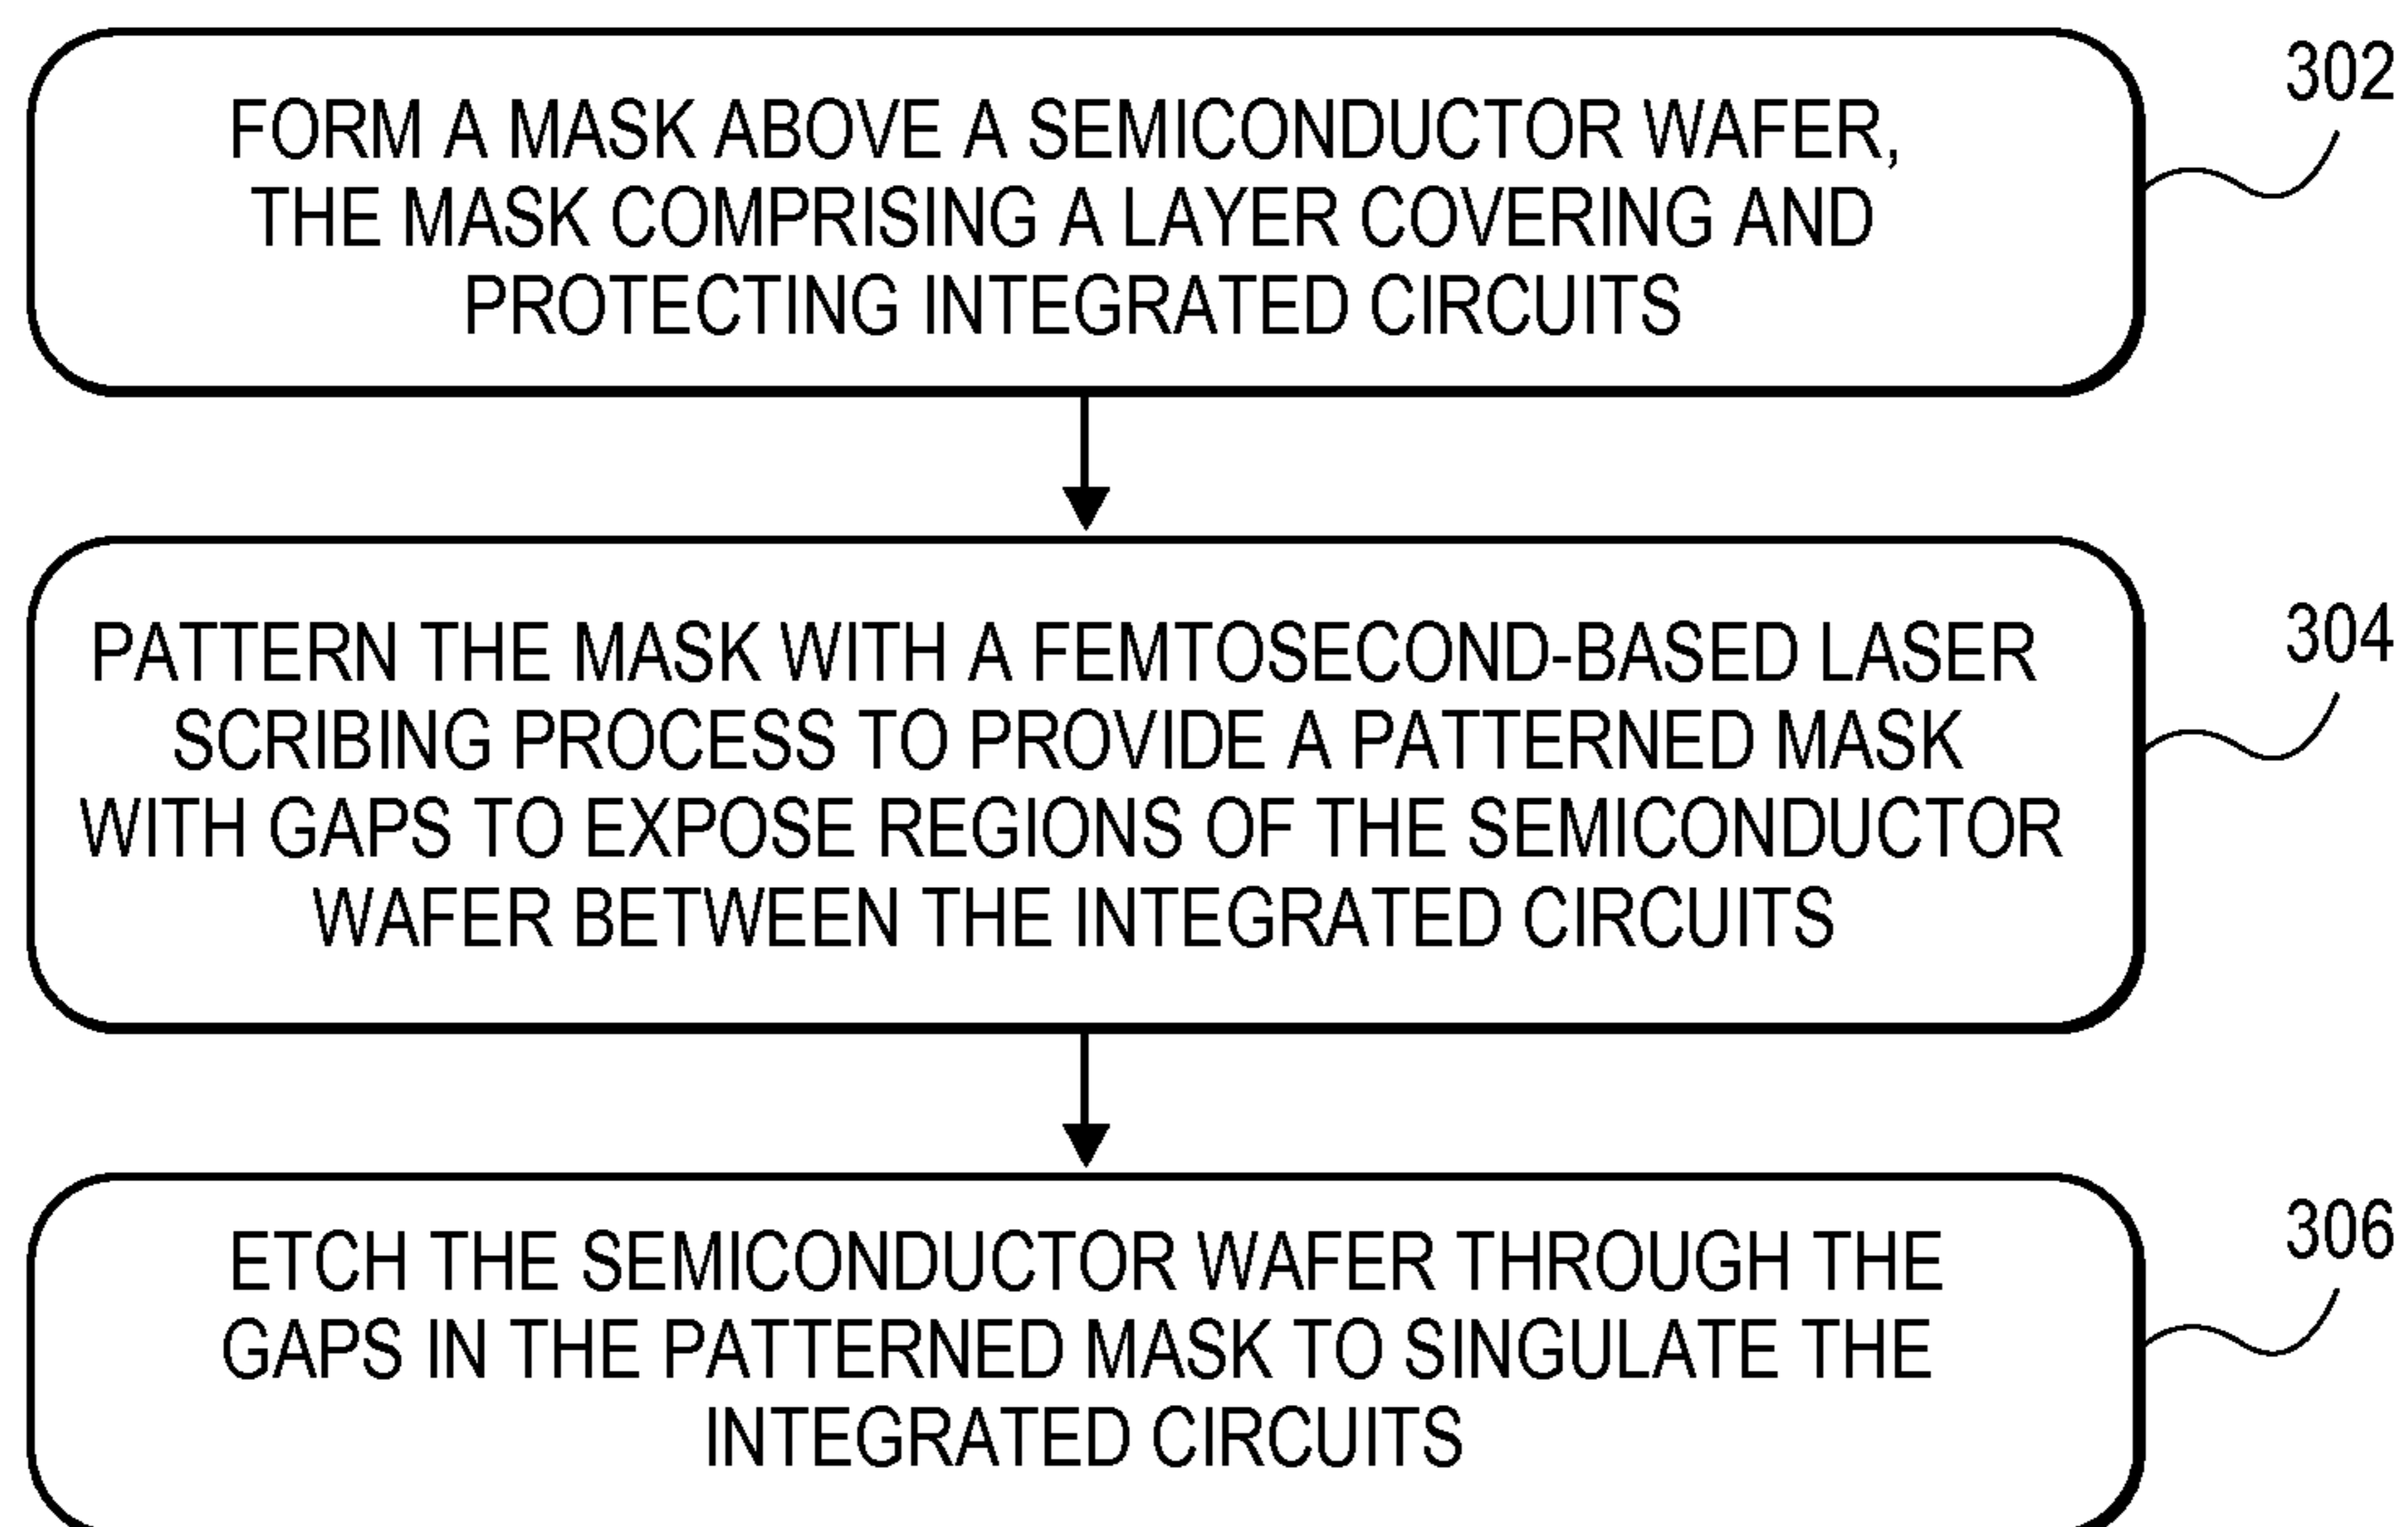 FORM A MASK ABOVE A SEMICONDUCTOR WAFER,
THE MASK COMPRISING A LAYER COVERING AND
PROTECTING INTEGRATED CIRCUITS
302
PATTERN THE MASK WITH A FEMTOSECOND-BASED LASER
SCRIBING PROCESS TO PROVIDE A PATTERNED MASK
WITH GAPS TO EXPOSE REGIONS OF THE SEMICONDUCTOR
WAFER BETWEEN THE INTEGRATED CIRCUITS
304
ETCH THE SEMICONDUCTOR WAFER THROUGH THE
GAPS IN THE PATTERNED MASK TO SINGULATE THE
INTEGRATED CIRCUITS
306